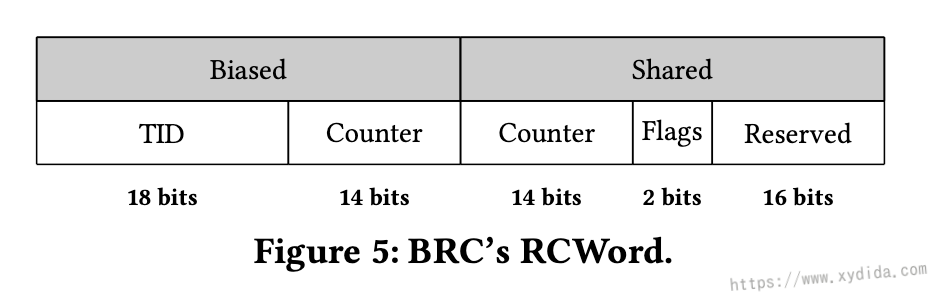 Biased Shared
TID Counter Counter Flags Reserved
18 bits 14 bits 14 bits 2 bits 16 bits
Figure 5: BRC’s RCWord.
https://www.xydida.com